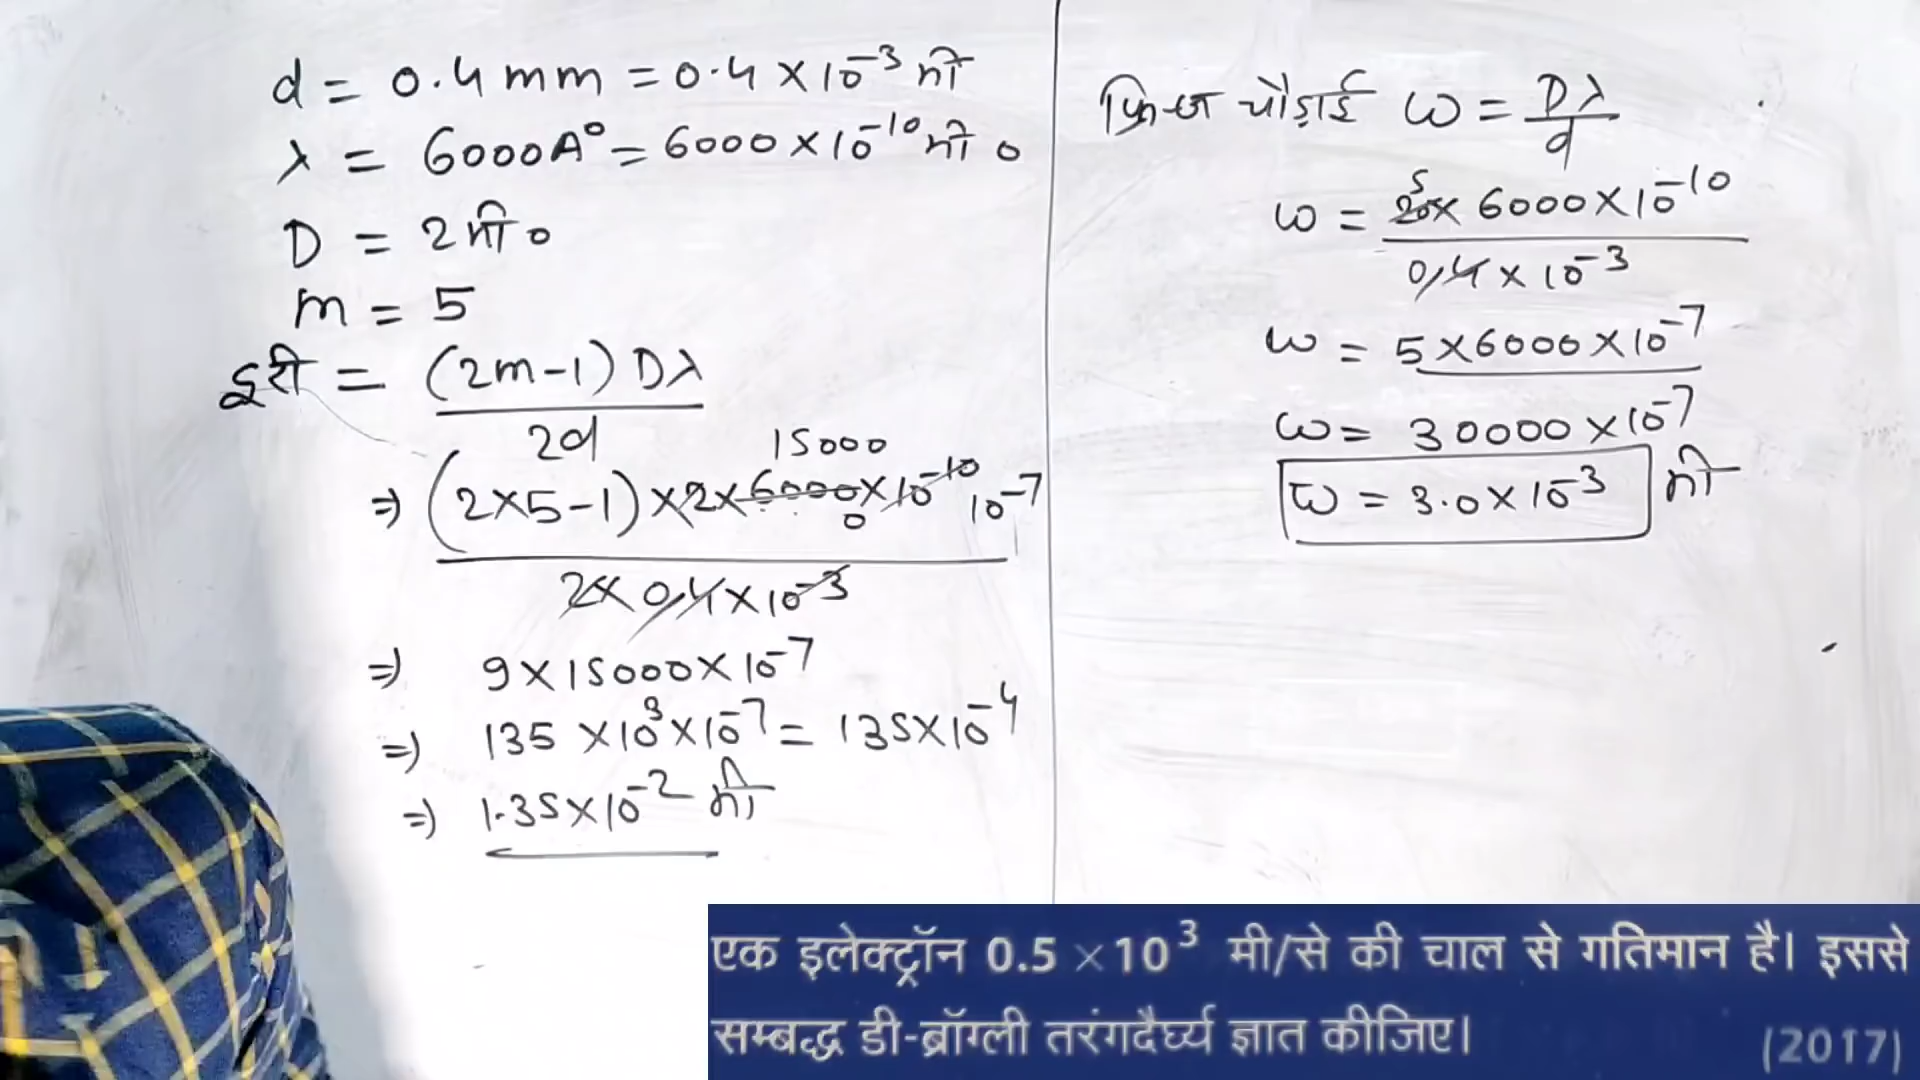 d = 0.4 mm = 0.4 × 10⁻³ मी
λ = 6000A° = 6000 × 10⁻¹⁰ मी०
D = 2 मी०
m = 5
दूरी = (2m-1) Dλ
2d
15000
⇒ (2×5-1) × 2 × 6000 × 10⁻¹⁰ 10⁻⁷
0
2 × 0.4 × 10⁻³
⇒ 9 × 15000 × 10⁻⁷
⇒ 135 × 10³ × 10⁻⁷ = 135 × 10⁻⁴
⇒ 1.35 × 10⁻² मी
फ्रिन्ज चौड़ाई ω = Dλ
d
5
ω = 20 × 6000 × 10⁻¹⁰
0.4 × 10⁻³
ω = 5 × 6000 × 10⁻⁷
ω = 30000 × 10⁻⁷
ω = 3.0 × 10⁻³ मी
एक इलेक्ट्रॉन 0.5 × 10³ मी/से की चाल से गतिमान है। इससे
सम्बद्ध डी-ब्रॉग्ली तरंगदैर्घ्य ज्ञात कीजिए।
(2017)